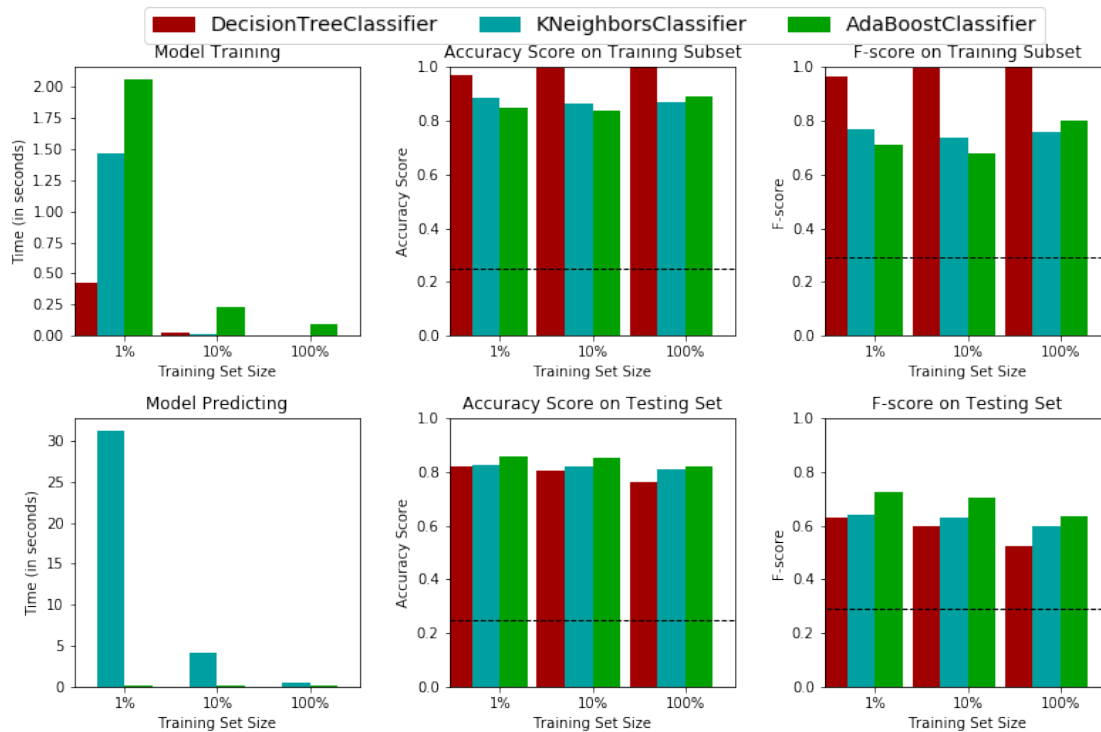 DecisionTreeClassifier KNeighborsClassifier AdaBoostClassifier
Model Training
2.00
1.75
1.50
1.25
1.00
0.75
0.50
0.25
0.00
Time (in seconds)
1% 10% 100%
Training Set Size
Accuracy Score on Training Subset
1.0
0.8
0.6
0.4
0.2
0.0
Accuracy Score
1% 10% 100%
Training Set Size
F-score on Training Subset
1.0
0.8
0.6
0.4
0.2
0.0
F-score
1% 10% 100%
Training Set Size
Model Predicting
30
25
20
15
10
5
0
Time (in seconds)
1% 10% 100%
Training Set Size
Accuracy Score on Testing Set
1.0
0.8
0.6
0.4
0.2
0.0
Accuracy Score
1% 10% 100%
Training Set Size
F-score on Testing Set
1.0
0.8
0.6
0.4
0.2
0.0
F-score
1% 10% 100%
Training Set Size